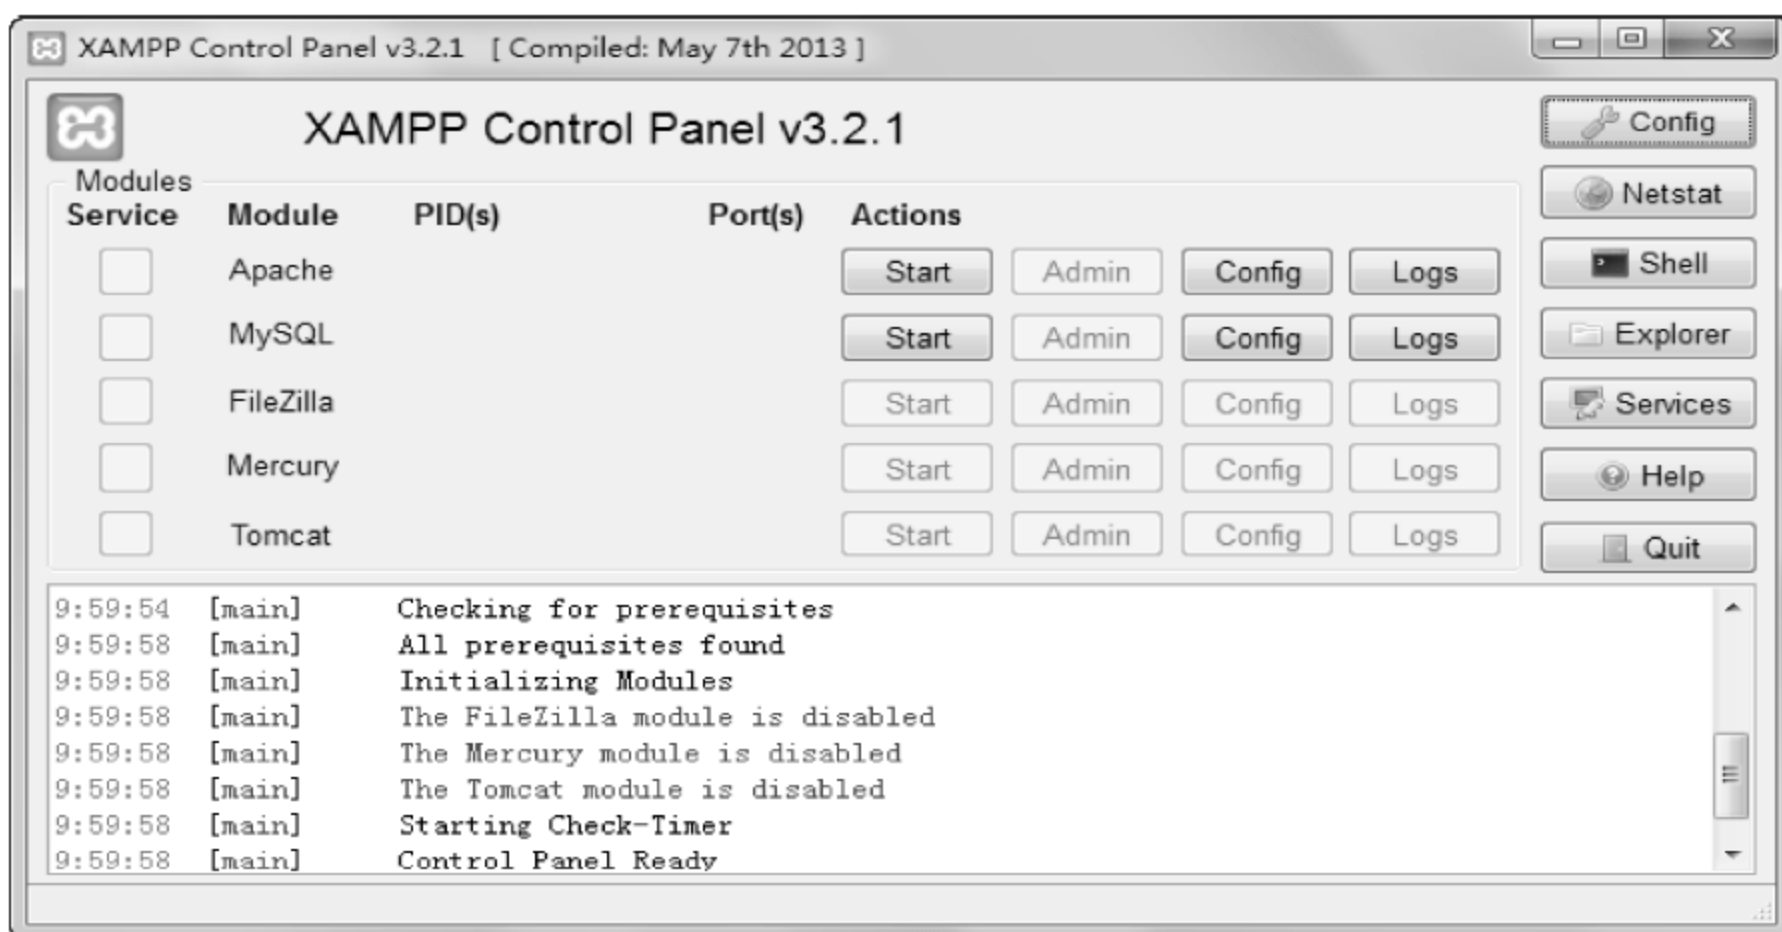 XAMPP Control Panel v3.2.1 [ Compiled: May 7th 2013 ]
XAMPP Control Panel v3.2.1
Config
Modules
Netstat
Service Module PID(s) Port(s) Actions
Apache Start Admin Config Logs
Shell
MySQL Start Admin Config Logs
Explorer
FileZilla Start Admin Config Logs
Services
Mercury Start Admin Config Logs
Help
Tomcat Start Admin Config Logs
Quit
9:59:54 [main] Checking for prerequisites
9:59:58 [main] All prerequisites found
9:59:58 [main] Initializing Modules
9:59:58 [main] The FileZilla module is disabled
9:59:58 [main] The Mercury module is disabled
9:59:58 [main] The Tomcat module is disabled
9:59:58 [main] Starting Check-Timer
9:59:58 [main] Control Panel Ready